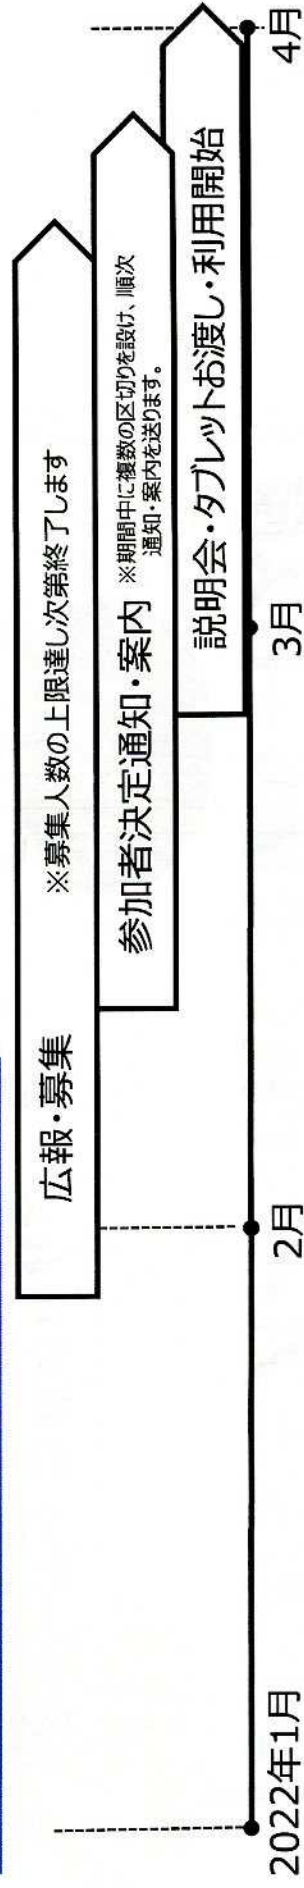 広報・募集 ※募集人数の上限達し次第終了します
参加者決定通知・案内 ※期間中に複数の区切りを設け、順次
通知・案内を送ります。
説明会・タブレットお渡し・利用開始
2022年1月 2月 3月 4月